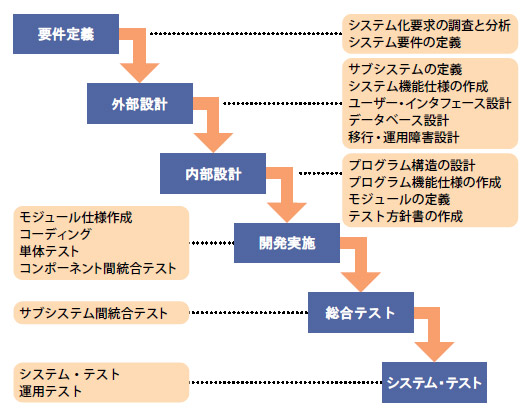 要件定義
システム化要求の調査と分析
システム要件の定義
外部設計
サブシステムの定義
システム機能仕様の作成
ユーザー・インタフェース設計
データベース設計
移行・運用障害設計
内部設計
プログラム構造の設計
プログラム機能仕様の作成
モジュールの定義
テスト方針書の作成
開発実施
モジュール仕様作成
コーディング
単体テスト
コンポーネント間統合テスト
総合テスト
サブシステム間統合テスト
システム・テスト
システム・テスト
運用テスト